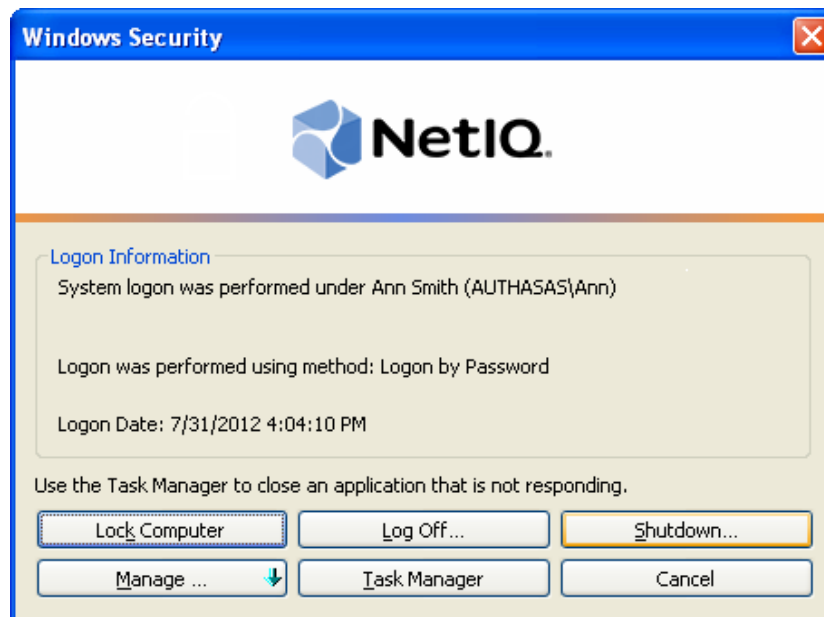 Windows Security
NetIQ®
Logon Information
System logon was performed under Ann Smith (AUTHASAS\Ann)
Logon was performed using method: Logon by Password
Logon Date: 7/31/2012 4:04:10 PM
Use the Task Manager to close an application that is not responding.
Lock Computer Log Off... Shutdown...
Manage ... Task Manager Cancel